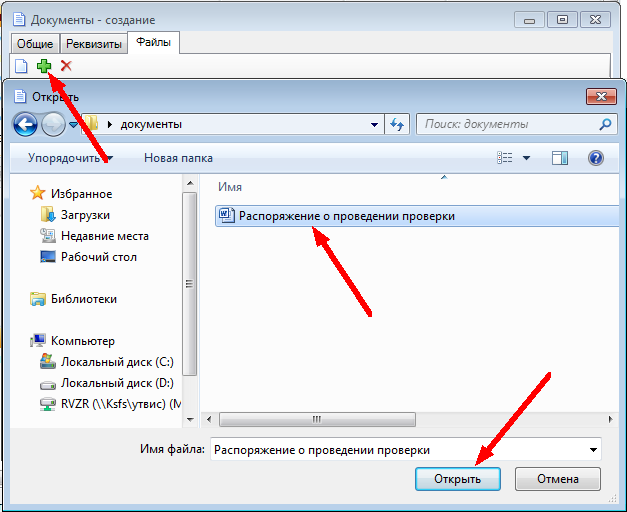 Документы - создание
Общие Реквизиты Файлы
Открыть
документы
Поиск: документы
Упорядочить Новая папка
Избранное
Загрузки
Недавние места
Рабочий стол
Библиотеки
Компьютер
Локальный диск (C:)
Локальный диск (D:)
RVZR (\\Ksfs\утвис) (M
Имя
Распоряжение о проведении проверки
Имя файла: Распоряжение о проведении проверки
Открыть Отмена